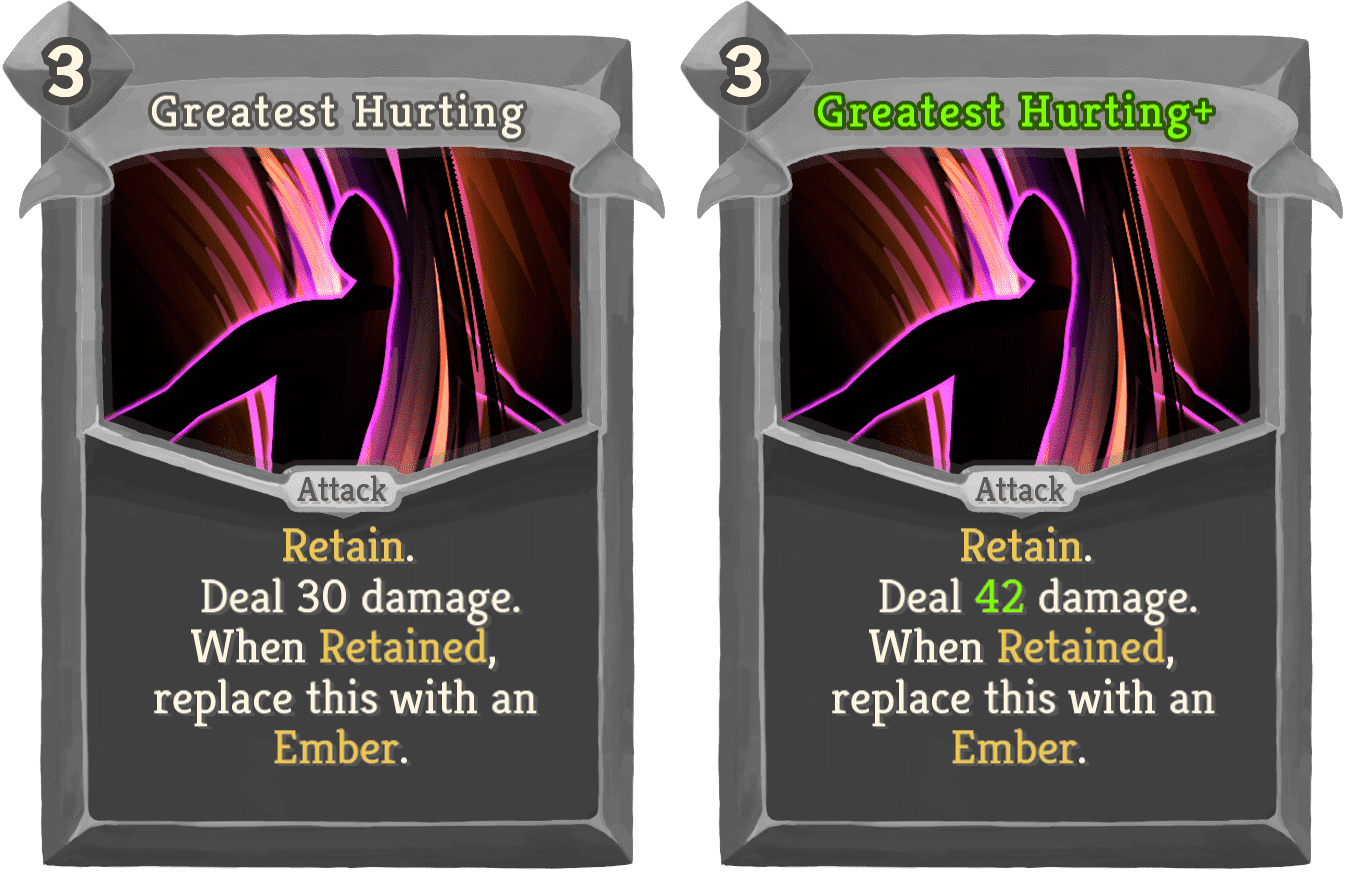 3
Greatest Hurting
Attack
Retain.
Deal 30 damage.
When Retained,
replace this with an
Ember.
3
Greatest Hurting+
Attack
Retain.
Deal 42 damage.
When Retained,
replace this with an
Ember.